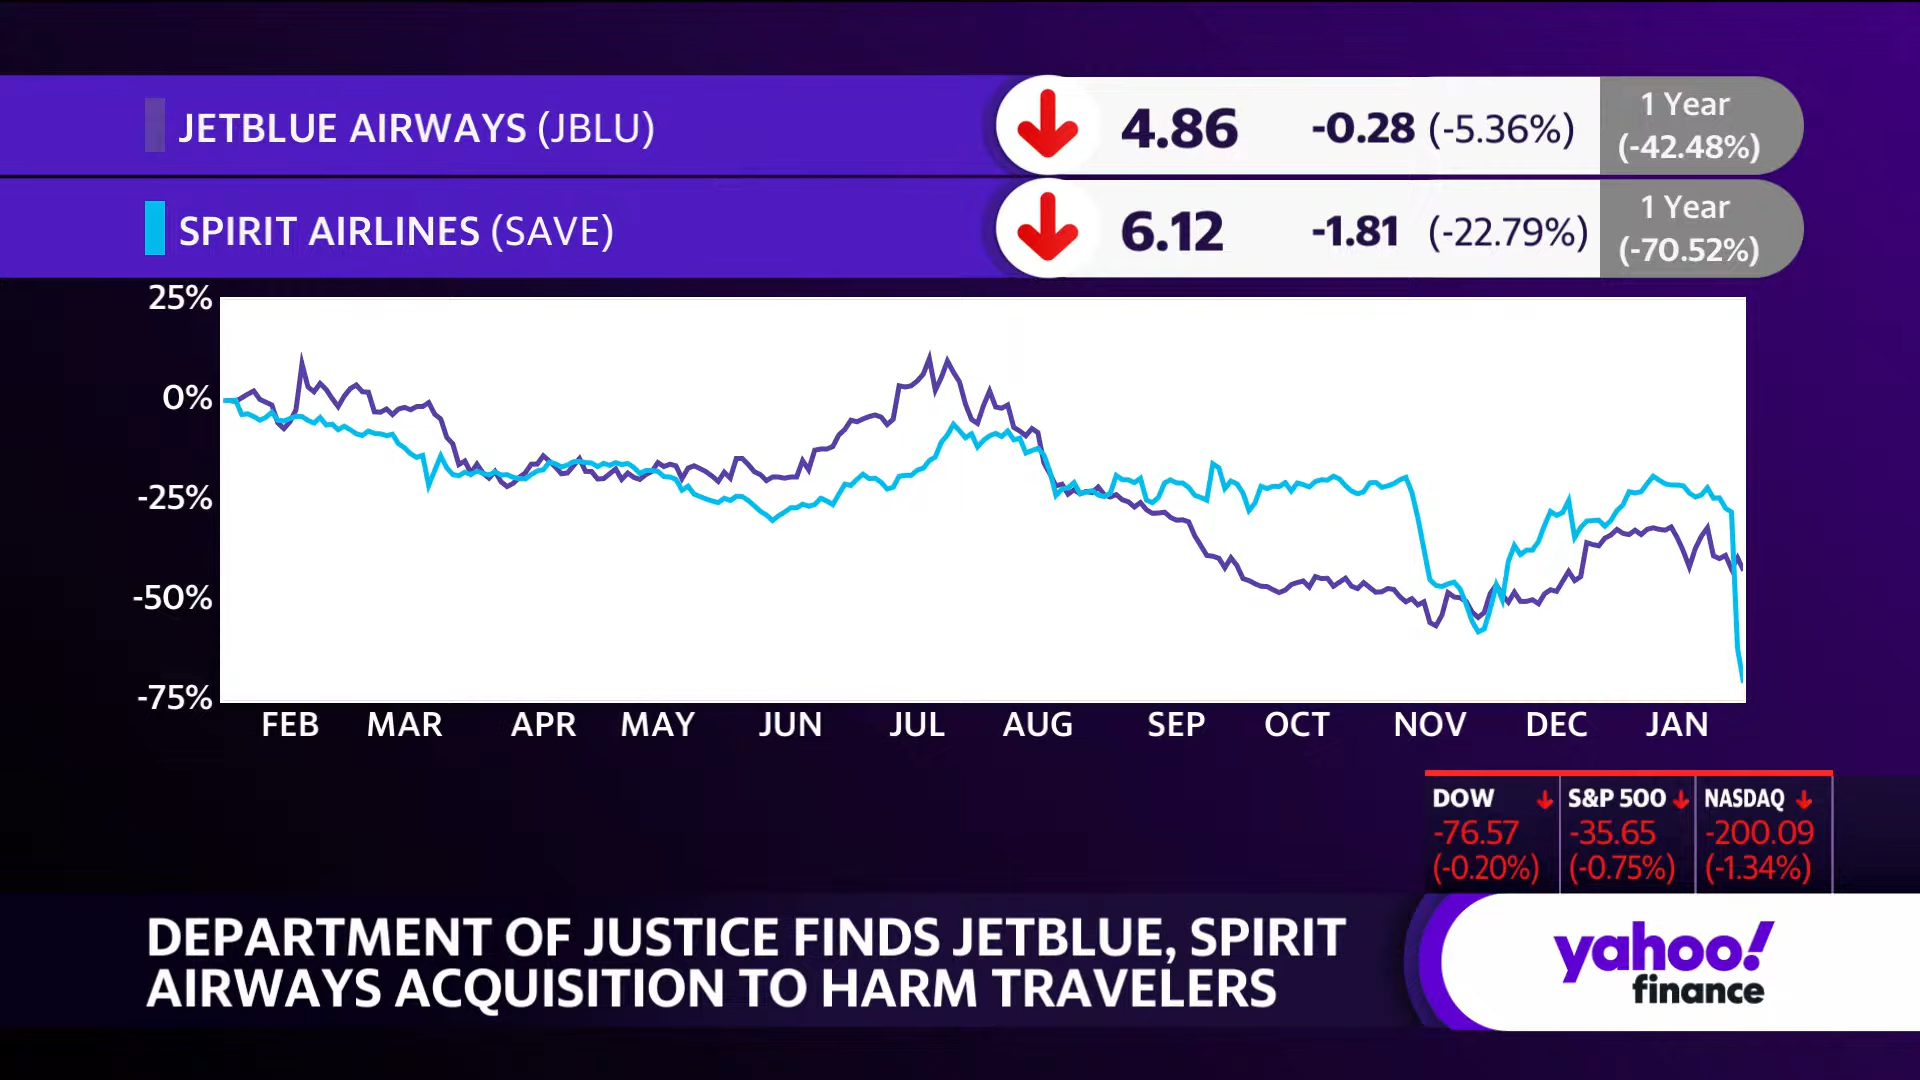 JETBLUE AIRWAYS (JBLU) 4.86 -0.28 (-5.36%) 1 Year (-42.48%)
SPIRIT AIRLINES (SAVE) 6.12 -1.81 (-22.79%) 1 Year (-70.52%)
25%
0%
-25%
-50%
-75%
FEB MAR APR MAY JUN JUL AUG SEP OCT NOV DEC JAN
DOW S&P 500 NASDAQ
-76.57 -35.65 -200.09
(-0.20%) (-0.75%) (-1.34%)
DEPARTMENT OF JUSTICE FINDS JETBLUE, SPIRIT
AIRWAYS ACQUISITION TO HARM TRAVELERS
yahoo!
finance